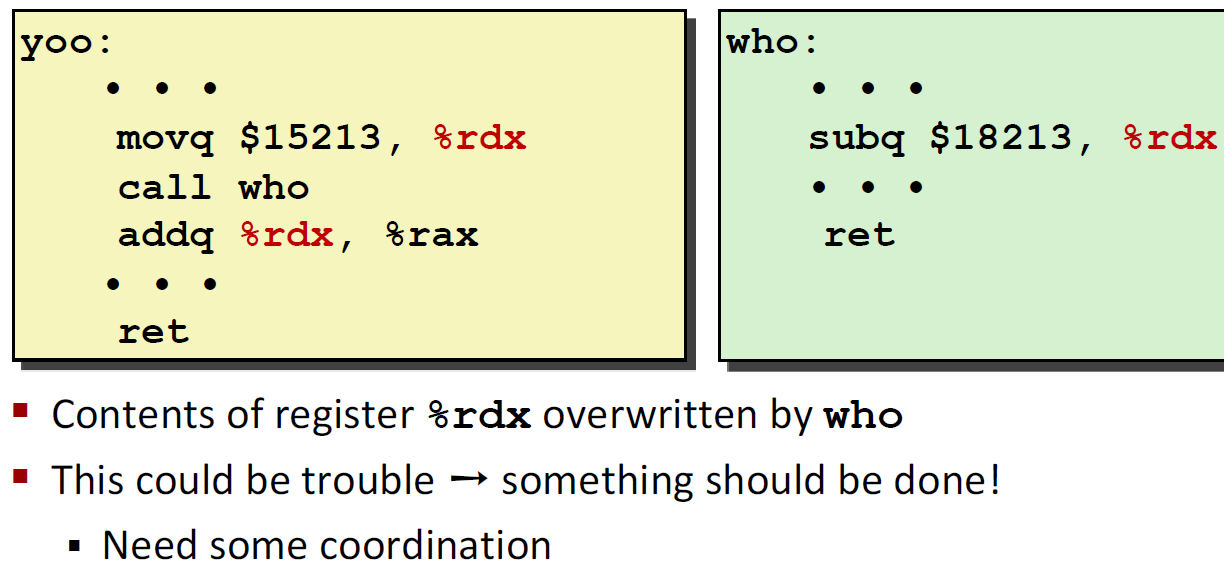 yoo:
• • •
movq $15213, %rdx
call who
addq %rdx, %rax
• • •
ret
who:
• • •
subq $18213, %rdx
• • •
ret
▪ Contents of register %rdx overwritten by who
▪ This could be trouble → something should be done!
▪ Need some coordination